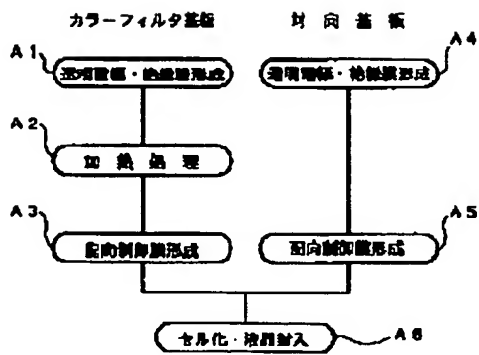 カラーフィルタ基板
対向基板
A1
透明電極・絶縁膜形成
A4
透明電極・絶縁膜形成
A2
加熱処理
A3
配向制御膜形成
A5
配向制御膜形成
セル化・液晶封入
A6